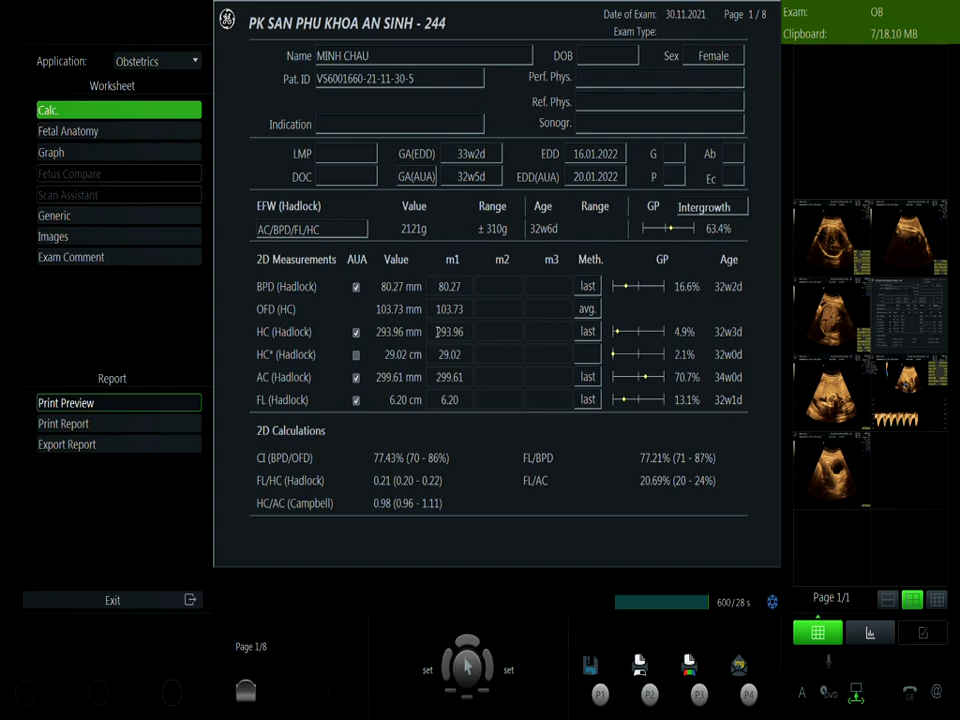 PK SAN PHU KHOA AN SINH - 244
Date of Exam: 30.11.2021 Page 1 / 8
Exam Type:
Exam: OB
Clipboard: 7/18.10 MB
Application: Obstetrics
Worksheet
Calc.
Fetal Anatomy
Graph
Fetus Compare
Scan Assistant
Generic
Images
Exam Comment
Report
Print Preview
Print Report
Export Report
Exit
Name MINH CHAU DOB Sex Female
Pat. ID VS6001660-21-11-30-5 Perf. Phys.
Ref. Phys.
Indication Sonogr.
LMP GA(EDD) 33w2d EDD 16.01.2022 G Ab
DOC GA(AUA) 32w5d EDD(AUA) 20.01.2022 P Ec
EFW (Hadlock) Value Range Age Range GP Intergrowth
AC/BPD/FL/HC 2121g ± 310g 32w6d 63.4%
2D Measurements AUA Value m1 m2 m3 Meth. GP Age
BPD (Hadlock) 80.27 mm 80.27 last 16.6% 32w2d
OFD (HC) 103.73 mm 103.73 avg.
HC (Hadlock) 293.96 mm 293.96 last 4.9% 32w3d
HC* (Hadlock) 29.02 cm 29.02 2.1% 32w0d
AC (Hadlock) 299.61 mm 299.61 last 70.7% 34w0d
FL (Hadlock) 6.20 cm 6.20 last 13.1% 32w1d
2D Calculations
CI (BPD/OFD) 77.43% (70 - 86%) FL/BPD 77.21% (71 - 87%)
FL/HC (Hadlock) 0.21 (0.20 - 0.22) FL/AC 20.69% (20 - 24%)
HC/AC (Campbell) 0.98 (0.96 - 1.11)
600/28 s
Page 1/1
Page 1/8
set set
P1 P2 P3 P4
A DVD @